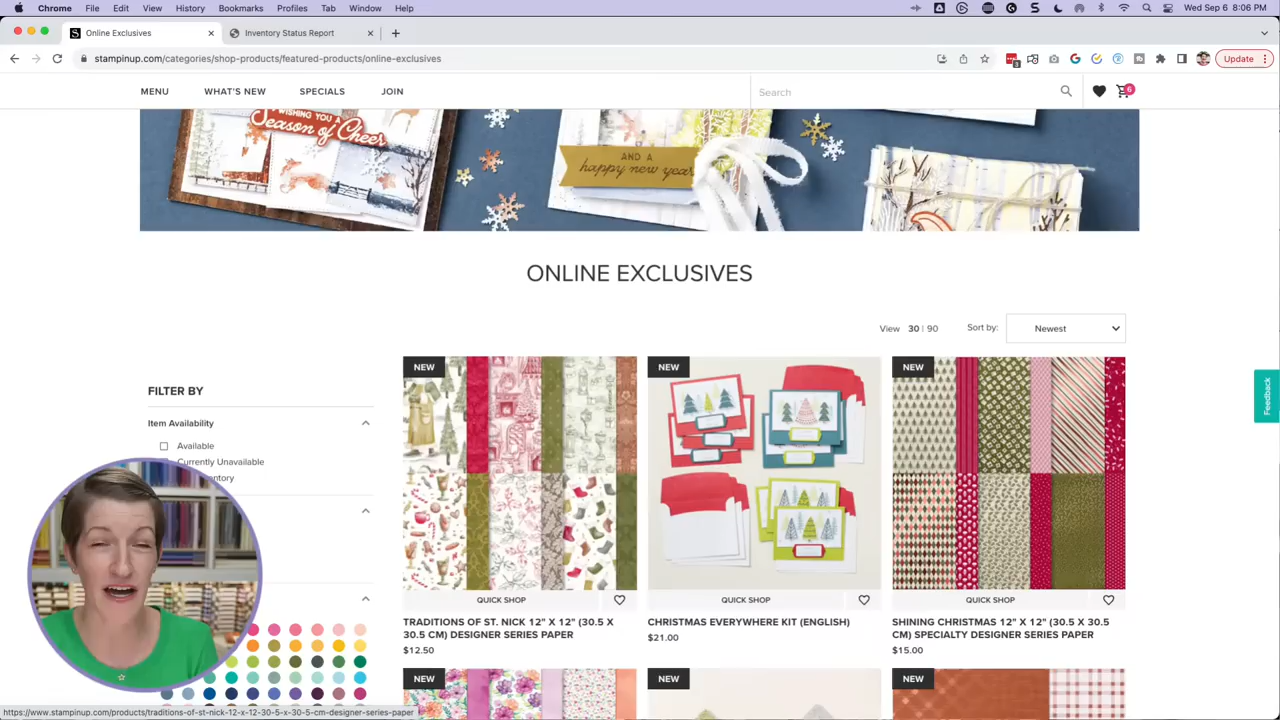 Chrome File Edit View History Bookmarks Profiles Tab Window Help
Wed Sep 6 8:06 PM
Online Exclusives
Inventory Status Report
stampinup.com/categories/shop-products/featured-products/online-exclusives
Update
MENU
WHAT'S NEW
SPECIALS
JOIN
Search
6
WISHING YOU A
Season of Cheer
AND A
happy new year
ONLINE EXCLUSIVES
View 30 | 90
Sort by:
Newest
Feedback
FILTER BY
Item Availability
Available
Currently Unavailable
NEW
NEW
NEW
QUICK SHOP
QUICK SHOP
QUICK SHOP
TRADITIONS OF ST. NICK 12" X 12" (30.5 X
30.5 CM) DESIGNER SERIES PAPER
$12.50
CHRISTMAS EVERYWHERE KIT (ENGLISH)
$21.00
SHINING CHRISTMAS 12" X 12" (30.5 X 30.5
CM) SPECIALTY DESIGNER SERIES PAPER
$15.00
NEW
NEW
NEW
https://www.stampinup.com/products/traditions-of-st-nick-12-x-12-30-5-x-30-5-cm-designer-series-paper